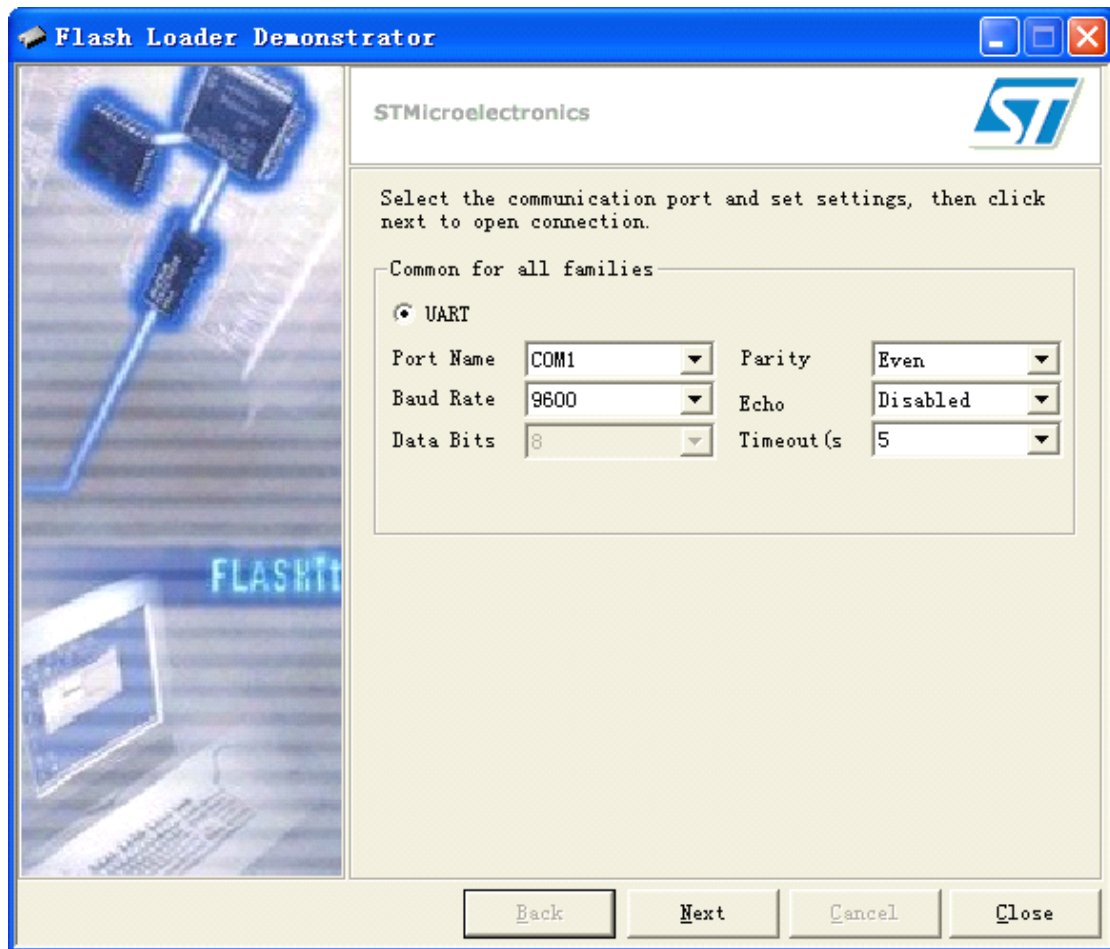 Flash Loader Demonstrator
STMicroelectronics
ST
Select the communication port and set settings, then click
next to open connection.
Common for all families
UART
Port Name COM1 Parity Even
Baud Rate 9600 Echo Disabled
Data Bits 8 Timeout(s 5
FLASHit
Back Next Cancel Close